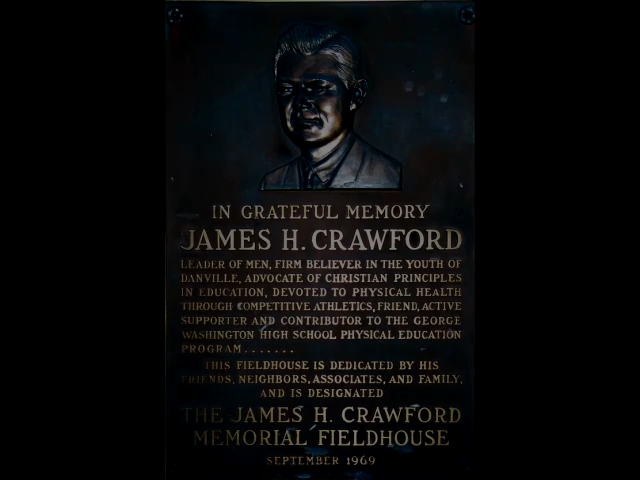 IN GRATEFUL MEMORY
JAMES H. CRAWFORD
LEADER OF MEN, FIRM BELIEVER IN THE YOUTH OF
DANVILLE, ADVOCATE OF CHRISTIAN PRINCIPLES
IN EDUCATION, DEVOTED TO PHYSICAL HEALTH
THROUGH COMPETITIVE ATHLETICS, FRIEND, ACTIVE
SUPPORTER AND CONTRIBUTOR TO THE GEORGE
WASHINGTON HIGH SCHOOL PHYSICAL EDUCATION
PROGRAM.......
THIS FIELDHOUSE IS DEDICATED BY HIS
FRIENDS, NEIGHBORS, ASSOCIATES, AND FAMILY,
AND IS DESIGNATED
THE JAMES H. CRAWFORD
MEMORIAL FIELDHOUSE
SEPTEMBER 1969